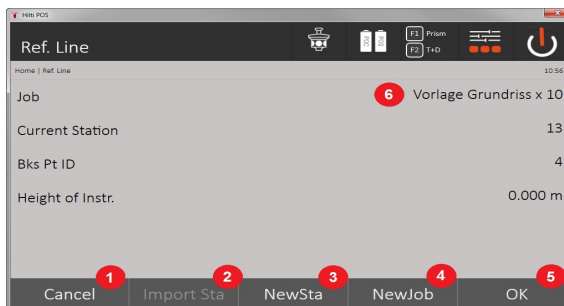 Hilti POS
Ref. Line
POC
POS
F1 Prism
F2 T+D
Home | Ref. Line
10:56
Job
6
Vorlage Grundriss x 10
Current Station
13
Bks Pt ID
4
Height of Instr.
0.000 m
1
2
3
4
5
Cancel
Import Sta
NewSta
NewJob
OK